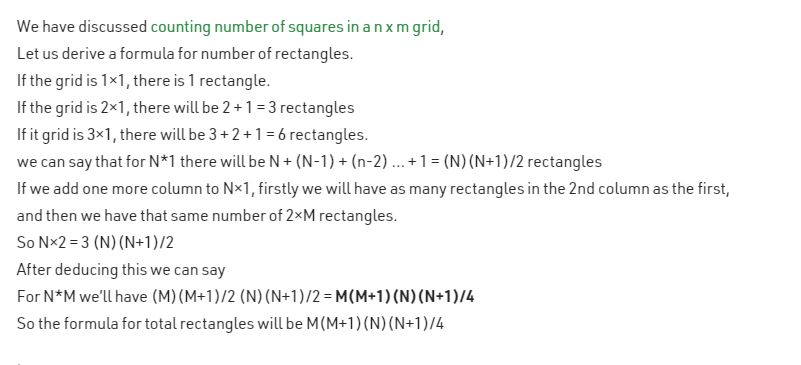 We have discussed counting number of squares in a n x m grid,
Let us derive a formula for number of rectangles.
If the grid is 1×1, there is 1 rectangle.
If the grid is 2×1, there will be 2 + 1 = 3 rectangles
If it grid is 3×1, there will be 3 + 2 + 1 = 6 rectangles.
we can say that for N*1 there will be N + (N-1) + (n-2) … + 1 = (N)(N+1)/2 rectangles
If we add one more column to N×1, firstly we will have as many rectangles in the 2nd column as the first,
and then we have that same number of 2×M rectangles.
So N×2 = 3 (N)(N+1)/2
After deducing this we can say
For N*M we'll have (M)(M+1)/2 (N)(N+1)/2 = M(M+1)(N)(N+1)/4
So the formula for total rectangles will be M(M+1)(N)(N+1)/4
.